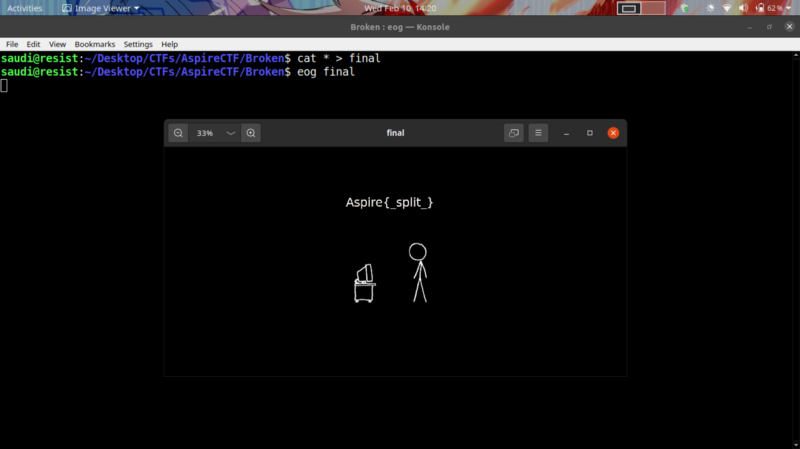 Activities Image Viewer Wed Feb 10, 14:20 62%
Broken : eog — Konsole
File Edit View Bookmarks Settings Help
saudi@resist:~/Desktop/CTFs/AspireCTF/Broken$ cat * > final
saudi@resist:~/Desktop/CTFs/AspireCTF/Broken$ eog final
33% final
Aspire{_split_}